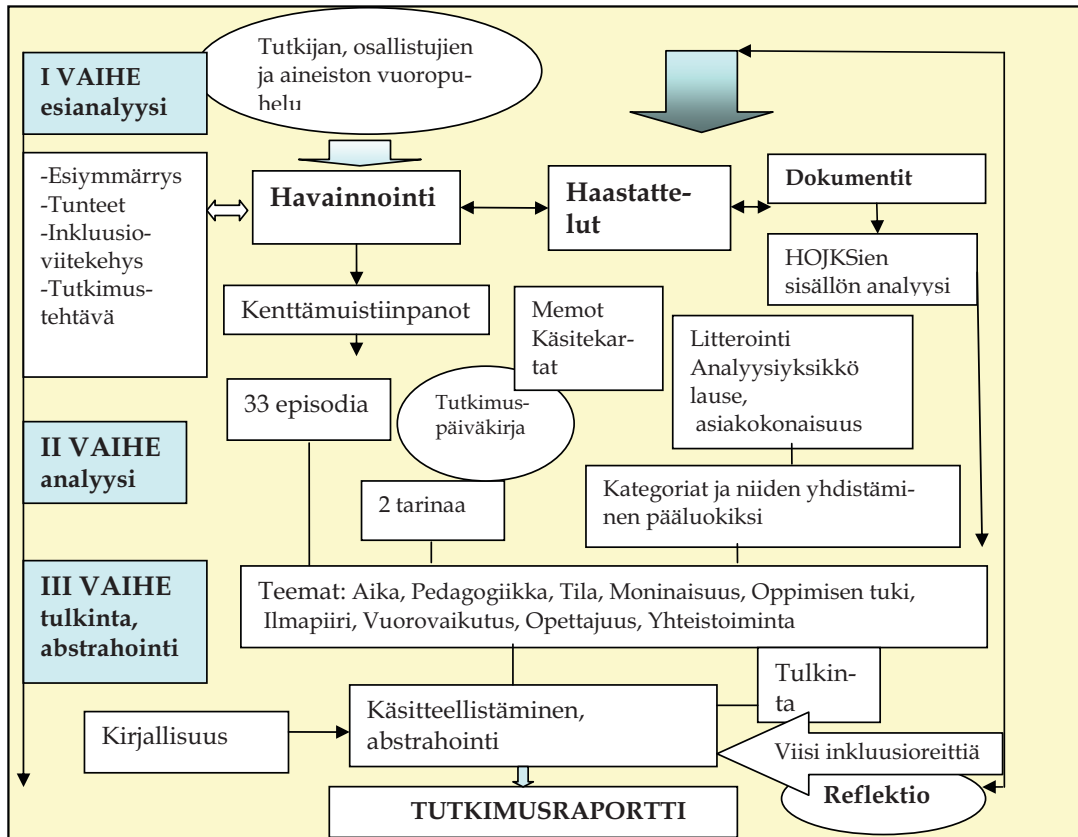 Tutkijan, osallistujien
ja aineiston vuoropu-
helu
I VAIHE
esianalyysi
-Esiymmärrys
-Tunteet
-Inkluusio-
viitekehys
-Tutkimus-
tehtävä
Havainnointi
Haastatte-
lut
Dokumentit
HOJKSien
sisällön analyysi
Kenttämuistiinpanot
Memot
Käsitekar-
tat
Litterointi
Analyysiyksikkö
lause,
asiakokonaisuus
33 episodia
Tutkimus-
päiväkirja
II VAIHE
analyysi
2 tarinaa
Kategoriat ja niiden yhdistämi-
nen pääluokiksi
III VAIHE
tulkinta,
abstrahointi
Teemat: Aika, Pedagogiikka, Tila, Moninaisuus, Oppimisen tuki,
Ilmapiiri, Vuorovaikutus, Opettajuus, Yhteistoiminta
Tulkin-
ta
Käsitteellistäminen,
abstrahointi
Kirjallisuus
Viisi inkluusioreittiä
Reflektio
TUTKIMUSRAPORTTI